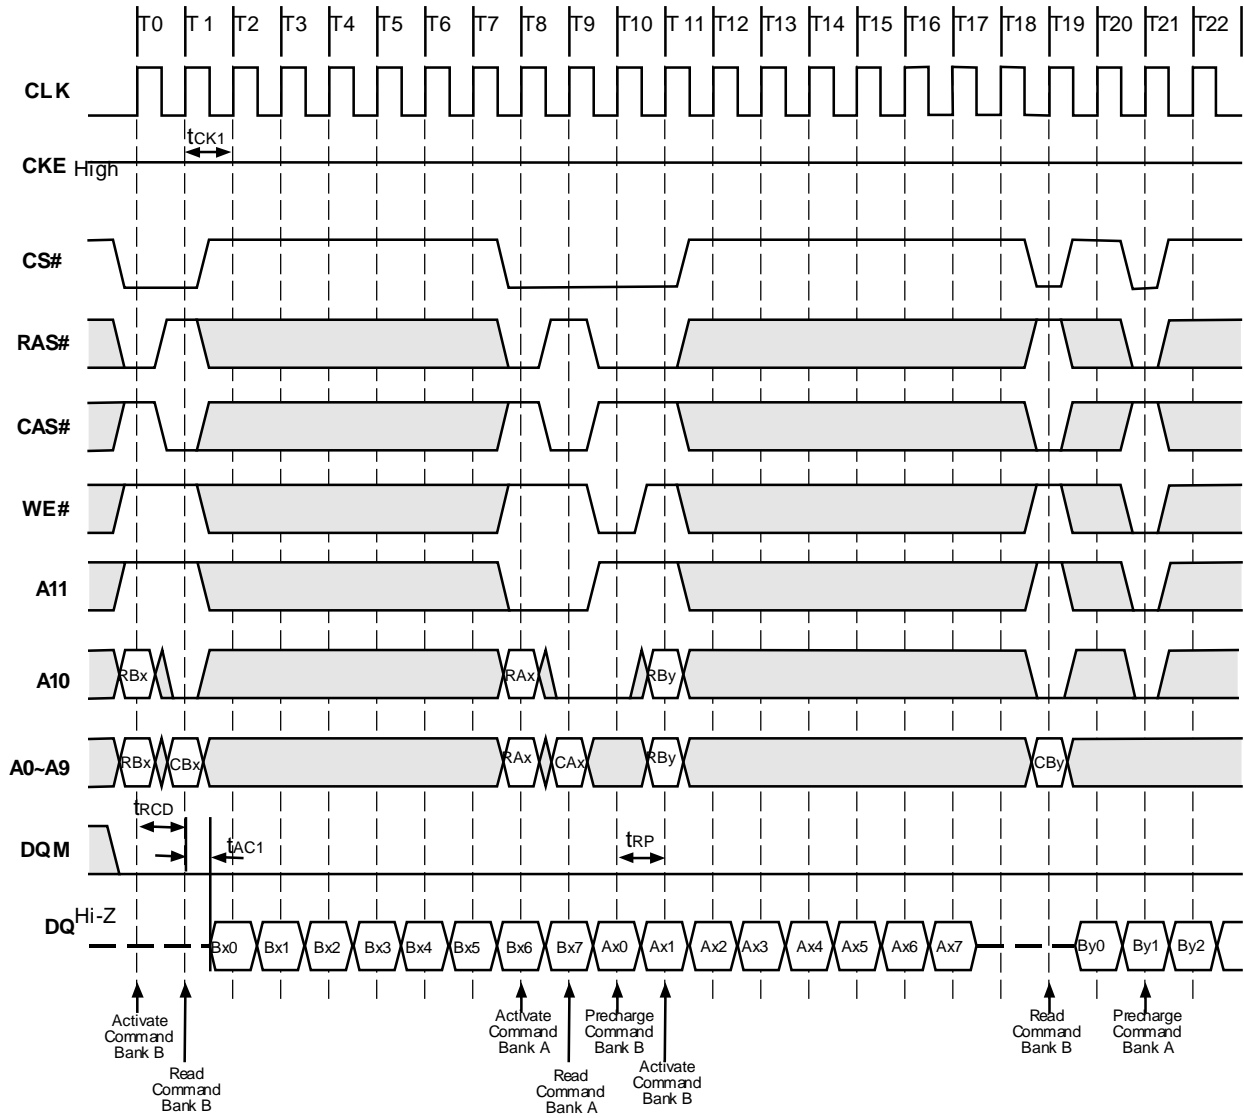 T0 T1 T2 T3 T4 T5 T6 T7 T8 T9 T10 T11 T12 T13 T14 T15 T16 T17 T18 T19 T20 T21 T22
CLK
tCK1
CKE High
CS#
RAS#
CAS#
WE#
A11
A10 RBx RAx RBy
A0~A9 RBx CBx RAx CAx RBy CBy
tRCD
DQM tAC1 tRP
DQ Hi-Z
Bx0 Bx1 Bx2 Bx3 Bx4 Bx5 Bx6 Bx7 Ax0 Ax1 Ax2 Ax3 Ax4 Ax5 Ax6 Ax7 By0 By1 By2
Activate
Command
Bank B
Read
Command
Bank B
Activate
Command
Bank A
Read
Command
Bank A
Precharge
Command
Bank B
Activate
Command
Bank B
Read
Command
Bank B
Precharge
Command
Bank A